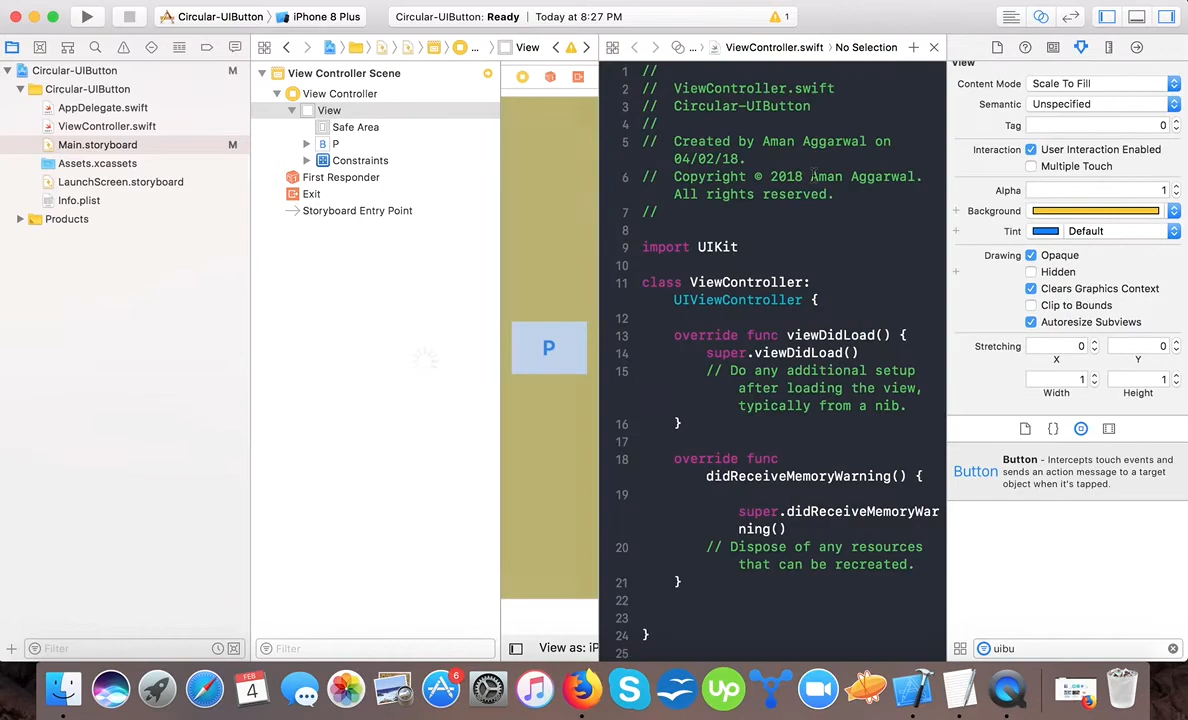 Circular-UIButton
iPhone 8 Plus
Circular-UIButton: Ready
Today at 8:27 PM
1
View
ViewController.swift
No Selection
Circular-UIButton
M
Circular-UIButton
AppDelegate.swift
ViewController.swift
Main.storyboard
M
Assets.xcassets
LaunchScreen.storyboard
Info.plist
Products
Filter
View Controller Scene
View Controller
View
Safe Area
B P
Constraints
First Responder
Exit
Storyboard Entry Point
Filter
P
View as: iP
1 //
2 // ViewController.swift
3 // Circular-UIButton
4 //
5 // Created by Aman Aggarwal on
04/02/18.
6 // Copyright © 2018 Aman Aggarwal.
All rights reserved.
7 //
8
9 import UIKit
10
11 class ViewController:
UIViewController {
12
13 override func viewDidLoad() {
14 super.viewDidLoad()
15 // Do any additional setup
after loading the view,
typically from a nib.
16 }
17
18 override func
didReceiveMemoryWarning() {
19
super.didReceiveMemoryWar
ning()
20 // Dispose of any resources
that can be recreated.
21 }
22
23
24 }
25
View
Content Mode Scale To Fill
Semantic Unspecified
Tag 0
Interaction User Interaction Enabled
Multiple Touch
Alpha 1
Background
Tint Default
Drawing Opaque
Hidden
Clears Graphics Context
Clip to Bounds
Autoresize Subviews
Stretching 0 0
X Y
1 1
Width Height
{}
Button
Button - Intercepts touch events and
sends an action message to a target
object when it's tapped.
uibu
FEB
4
6
Up